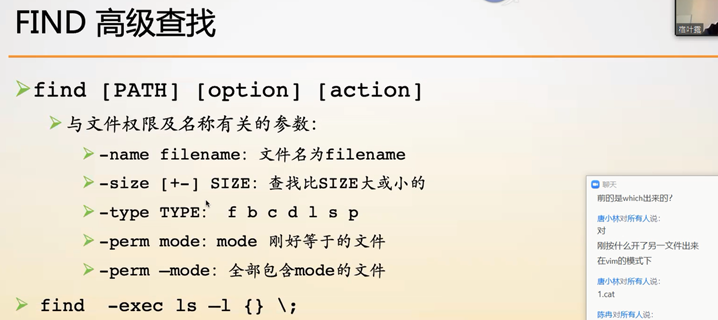 FIND 高级查找
find [PATH] [option] [action]
与文件权限及名称有关的参数:
-name filename: 文件名为filename
-size [+-] SIZE: 查找比SIZE大或小的
-type TYPE: f b c d l s p
-perm mode: mode 刚好等于的文件
-perm –mode: 全部包含mode的文件
find -exec ls –l {} \;
聊天
刷的是which出来的?
唐小林对所有人说:
对
刚按什么开了另一文件出来
在vim的模式下
唐小林对所有人说:
1.cat
陈冉对所有人说: